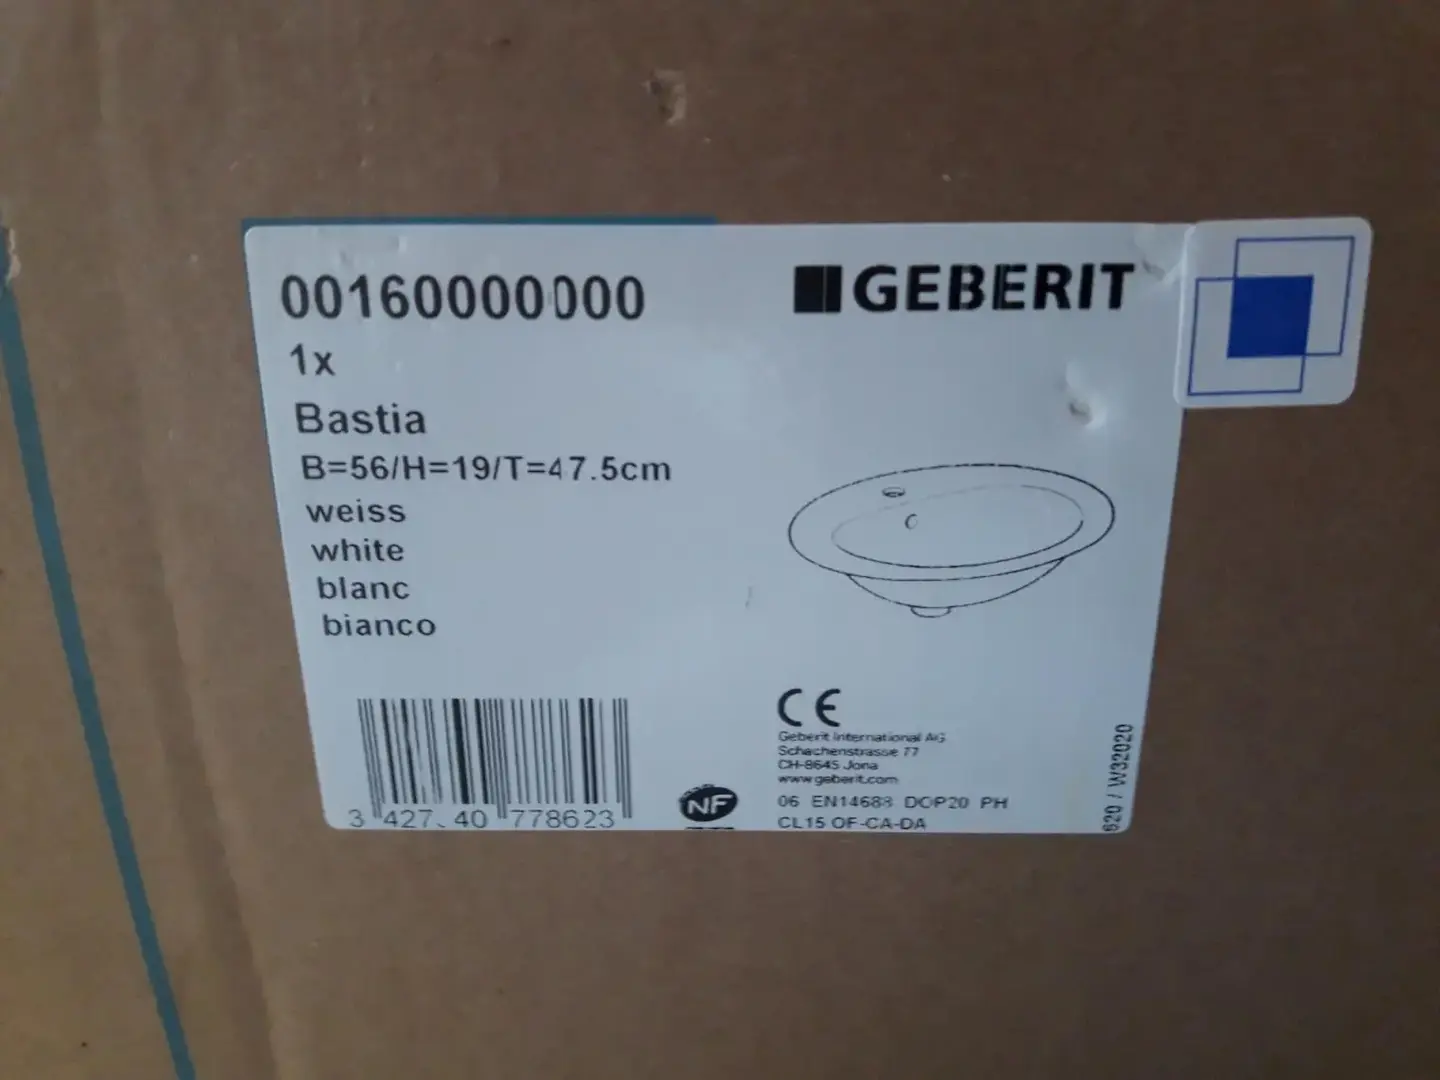 00160000000
GEBERIT
1x
Bastia
B=56/H=19/T=47.5cm
weiss
white
blanc
bianco
CE
Geberit International AG
Schachenstrasse 77
CH-8645 Jona
www.geberit.com
NF
06 EN14688 DOP20 PH
CL15 OF-CA-DA
3 427 40 778623
620 / W32020